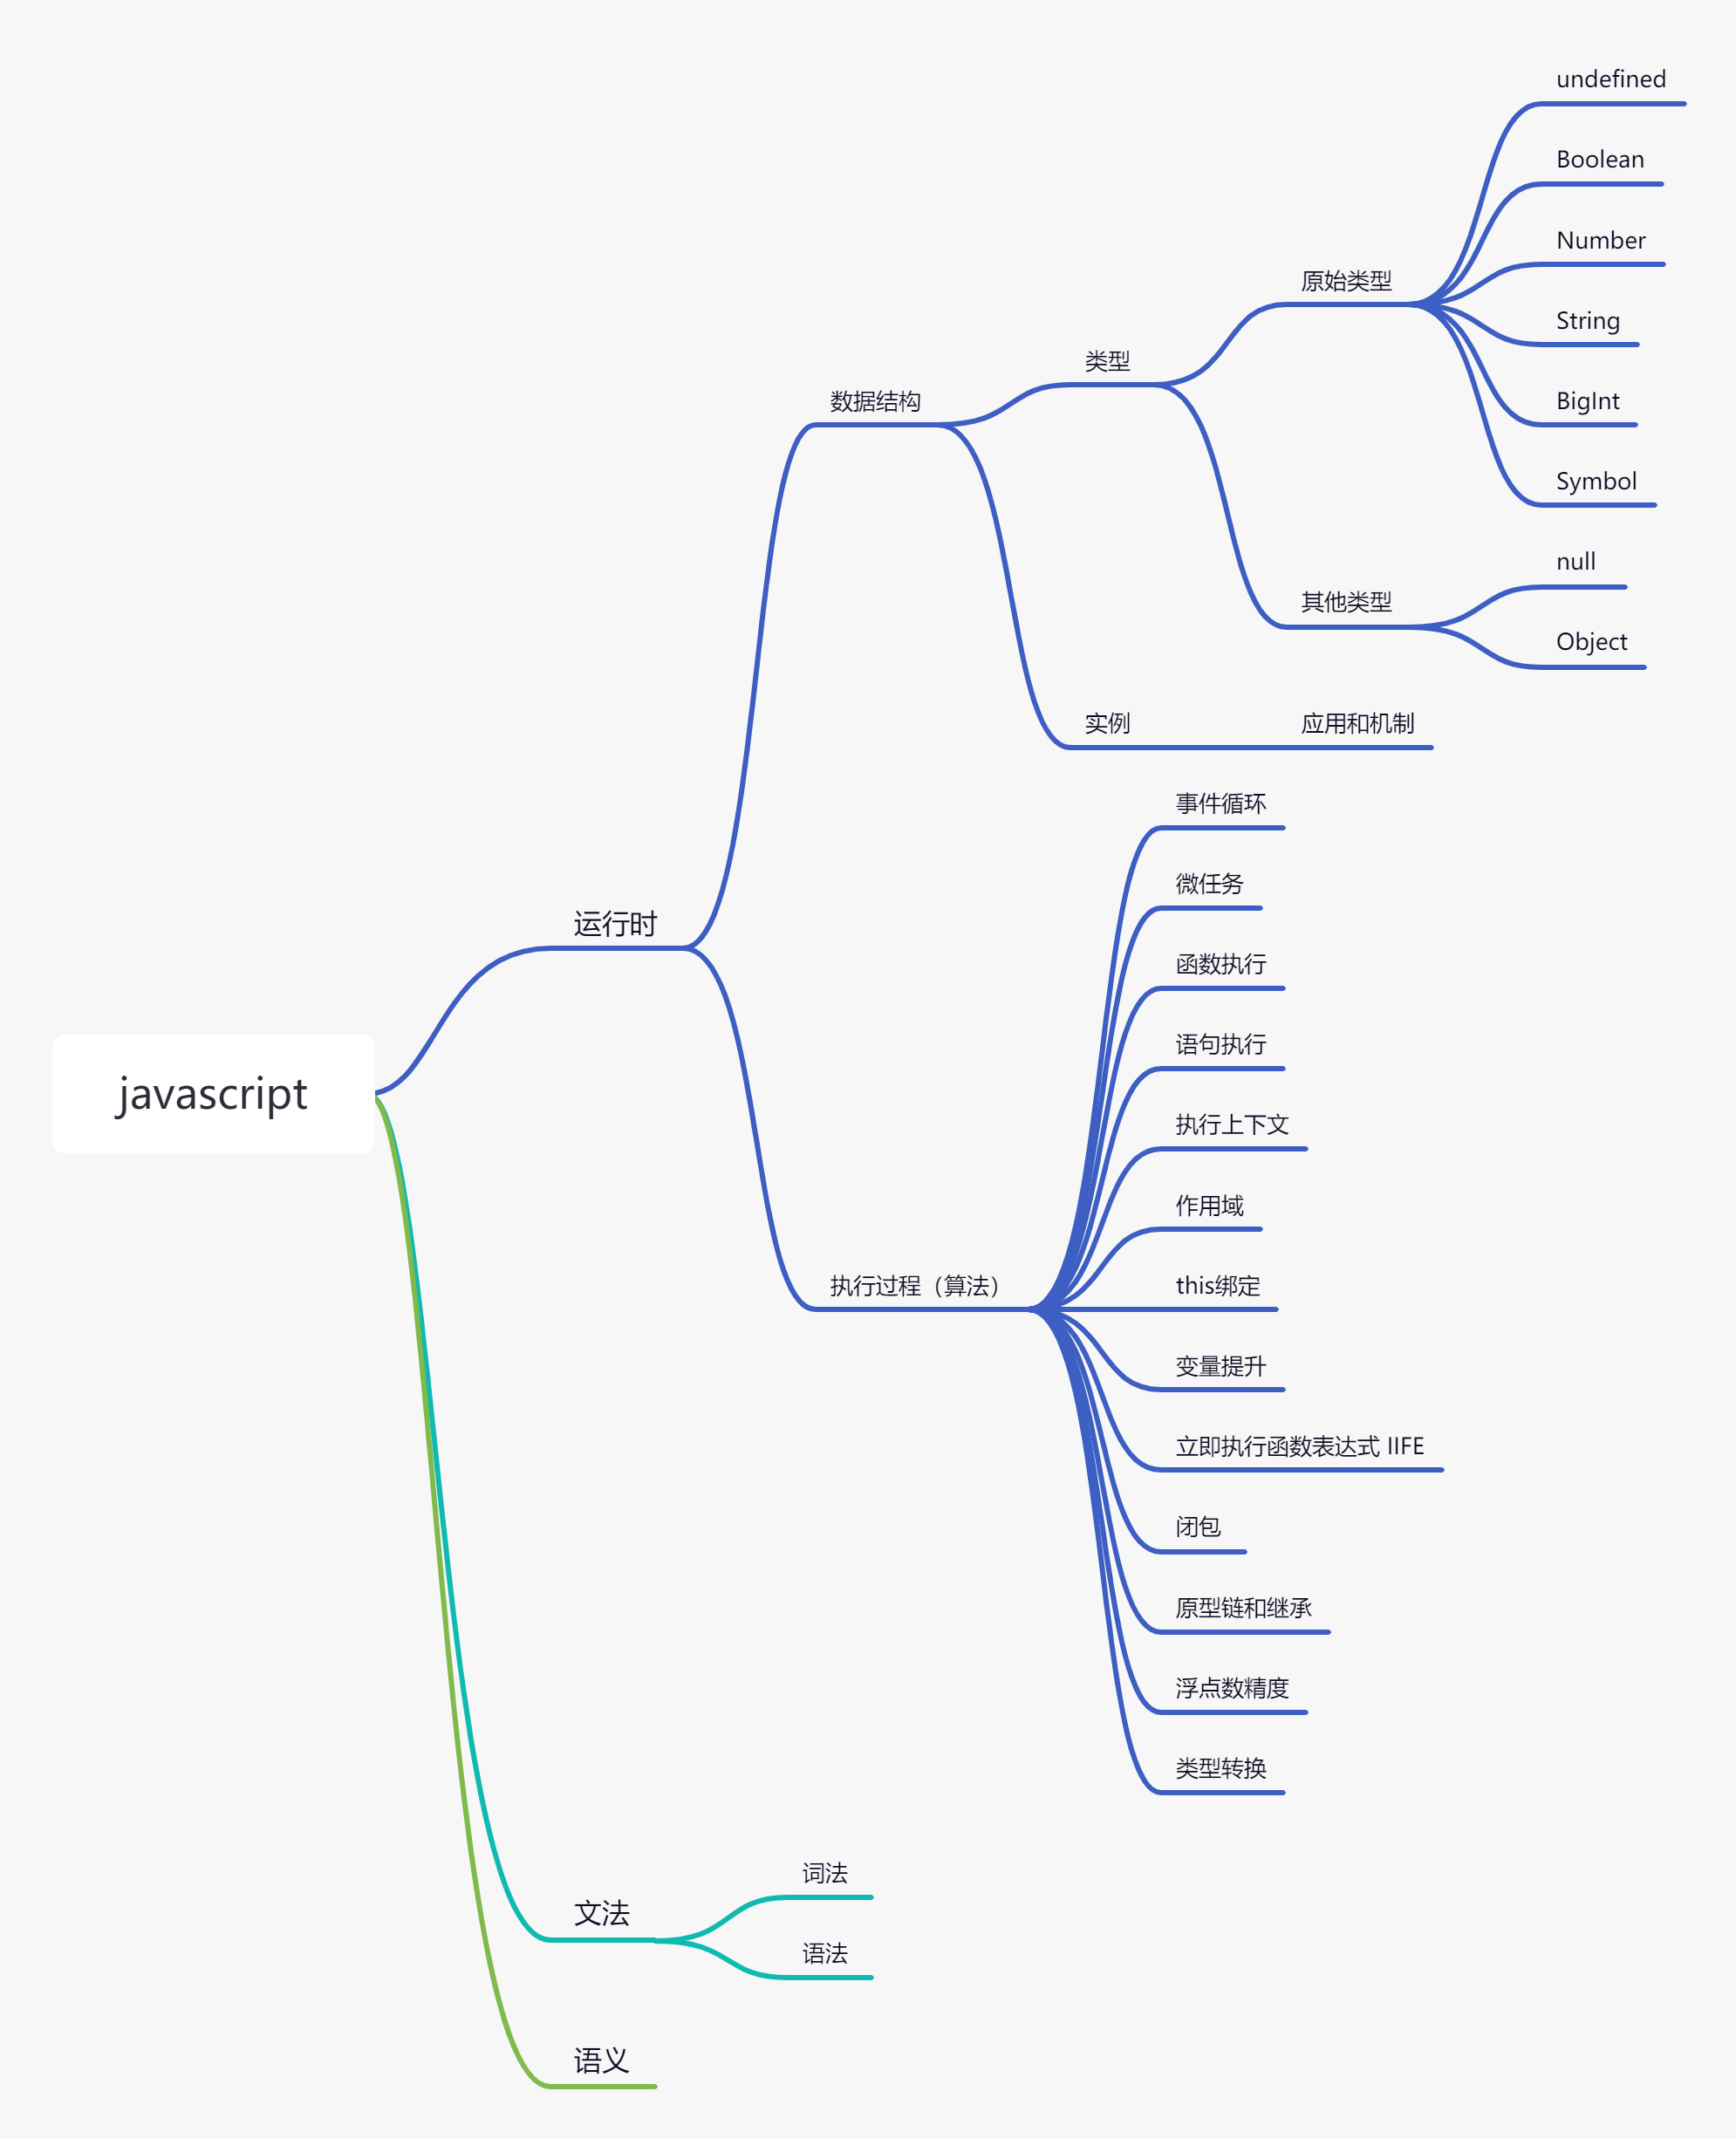 javascript
运行时
数据结构
类型
原始类型
undefined
Boolean
Number
String
BigInt
Symbol
其他类型
null
Object
实例
应用和机制
执行过程（算法）
事件循环
微任务
函数执行
语句执行
执行上下文
作用域
this绑定
变量提升
立即执行函数表达式 IIFE
闭包
原型链和继承
浮点数精度
类型转换
文法
词法
语法
语义